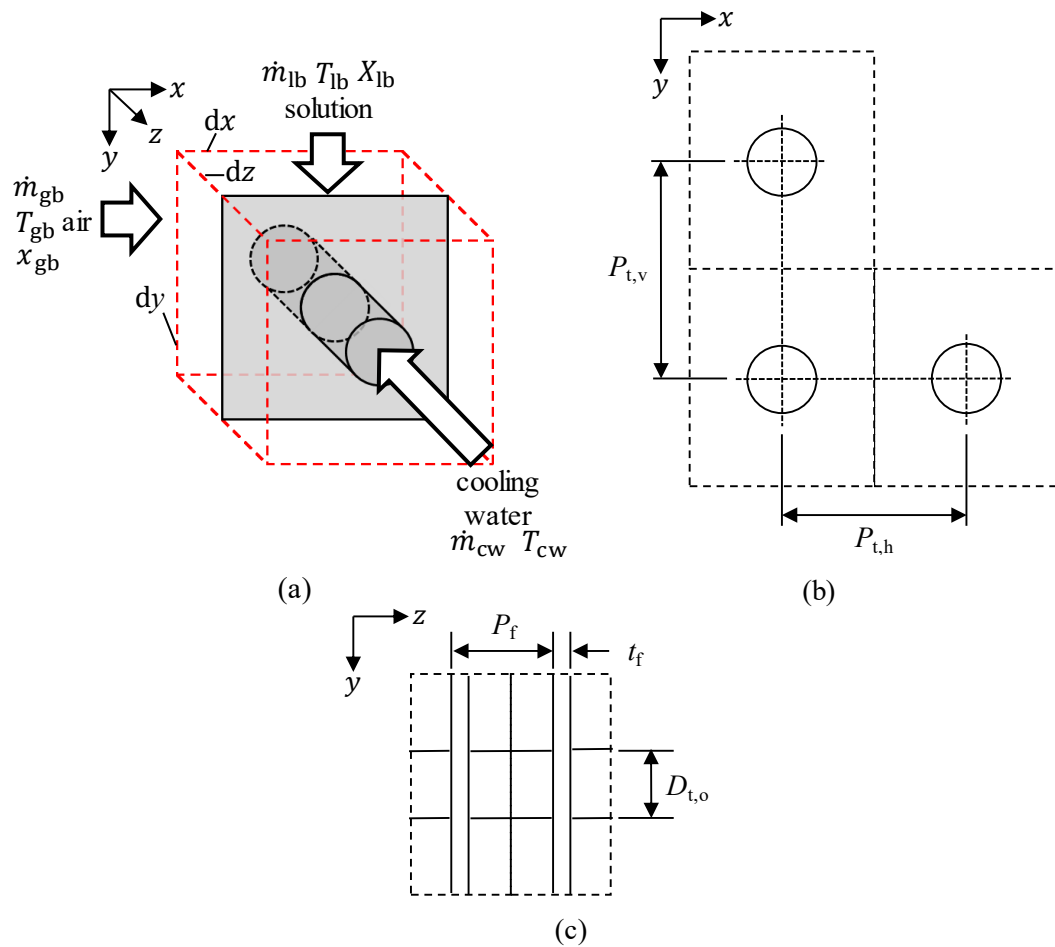 ṁlb Tlb Xlb
solution
x
y
z
dx
dz
dy
ṁgb
Tgb air
xgb
cooling
water
ṁcw Tcw
(a)
x
y
Pt,v
Pt,h
(b)
z
y
Pf
tf
Dt,o
(c)